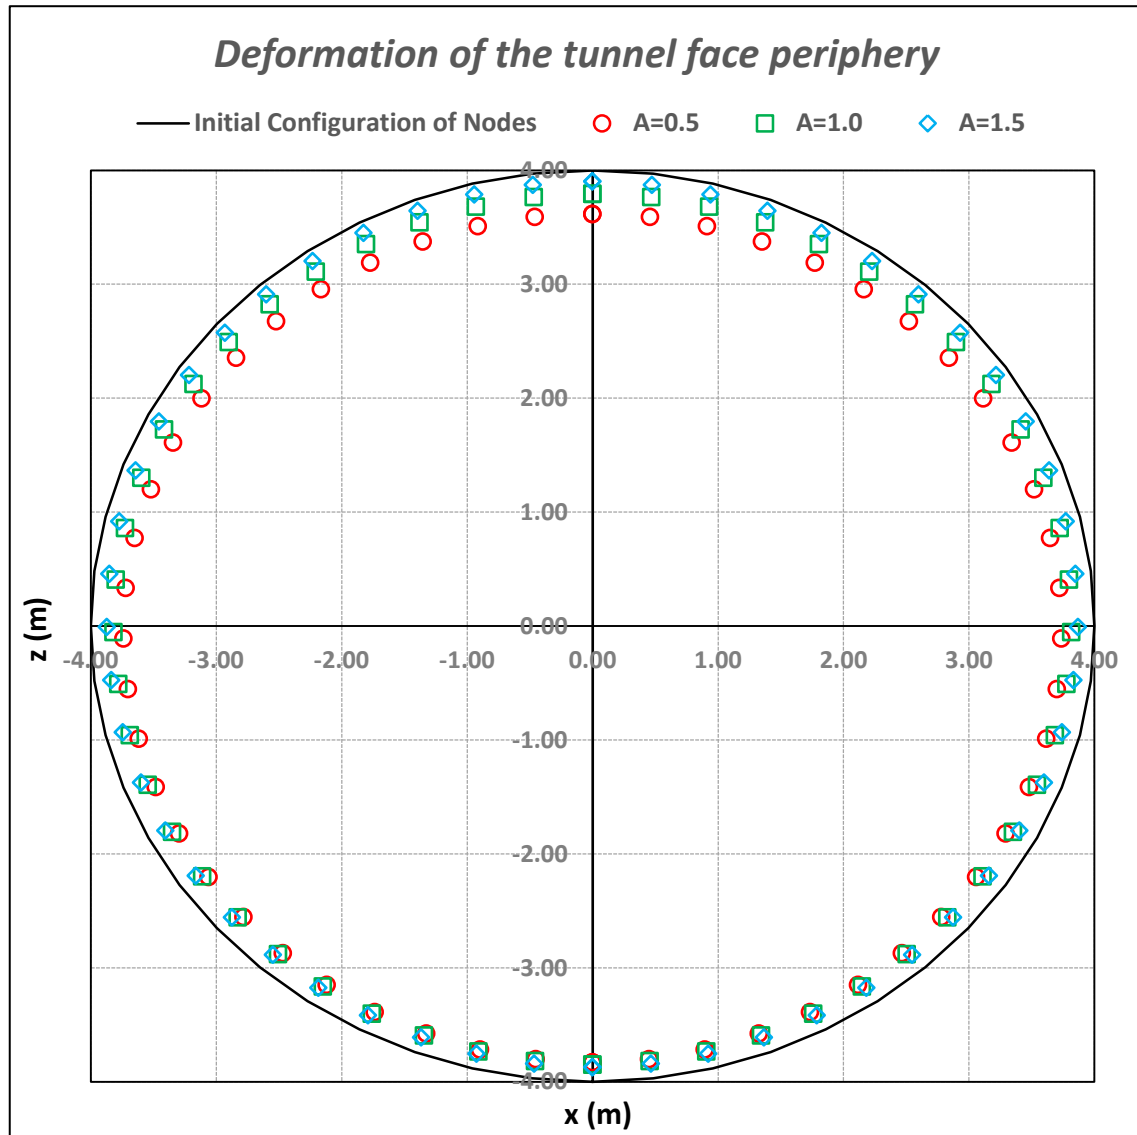 Deformation of the tunnel face periphery
Initial Configuration of Nodes A=0.5 A=1.0 A=1.5
4.00
3.00
2.00
1.00
0.00
-4.00 -3.00 -2.00 -1.00 0.00 1.00 2.00 3.00 4.00
-1.00
-2.00
-3.00
-4.00
z (m)
x (m)